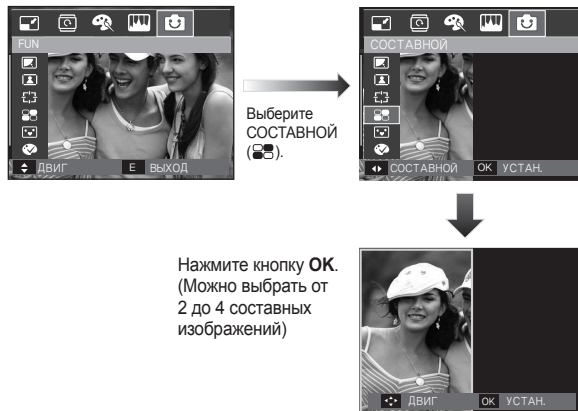 FUN
ДВИГ
E ВЫХОД
Выберите
СОСТАВНОЙ
( ).
СОСТАВНОЙ
СОСТАВНОЙ
OK УСТАН.
Нажмите кнопку OK.
(Можно выбрать от
2 до 4 составных
изображений)
ДВИГ
OK УСТАН.